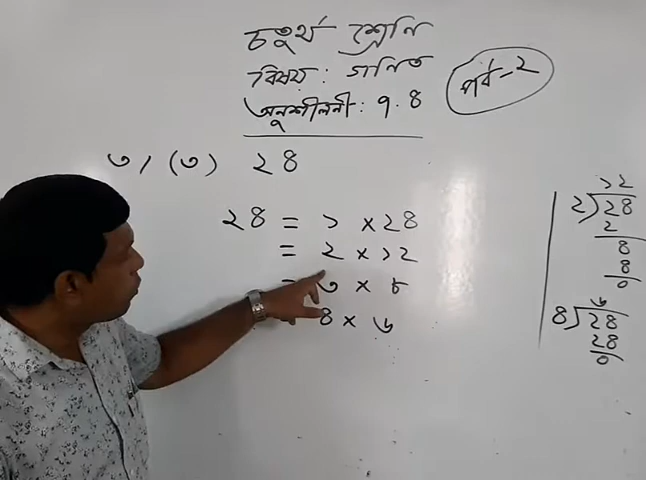 চতুর্থ শ্রেণি
বিষয় : গণিত
অনুশীলনী : ৭.৪
পর্ব-২
৩। (৩) ২৪
২৪ = ১ × ২৪
= ২ × ১২
= ৩ × ৮
= ৪ × ৬
১২
২) ২৪
২
৪
৪
০
৬
৪) ২৪
২৪
০